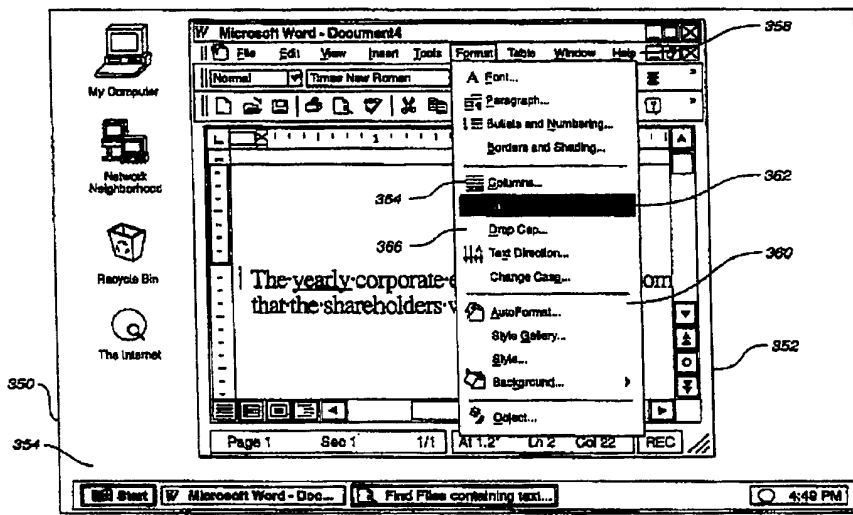 Microsoft Word - Document4
358
File Edit View Insert Tools Format Table Window Help
Normal Times New Roman
My Computer
Network Neighborhood
Recycle Bin
The Internet
1
Font...
Paragraph...
Bullets and Numbering...
Borders and Shading...
Columns...
364
362
Drop Cap...
366
Text Direction...
Change Case...
360
The yearly corporate e om
that the shareholders v
AutoFormat...
Style Gallery...
Style...
Background...
Object...
352
350
354
Page 1 Sec 1 1/1 At 1.2" Ln 2 Col 22 REC
Start Microsoft Word - Doc... Find Files containing text... 4:49 PM